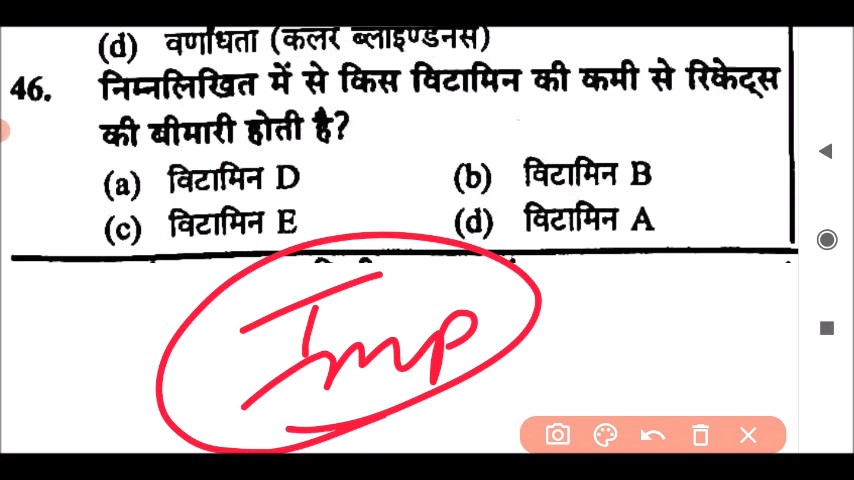 (d) वर्णांधता (कलर ब्लाइण्डनेस)
46. निम्नलिखित में से किस विटामिन की कमी से रिकेट्स
की बीमारी होती है?
(a) विटामिन D (b) विटामिन B
(c) विटामिन E (d) विटामिन A
Imp